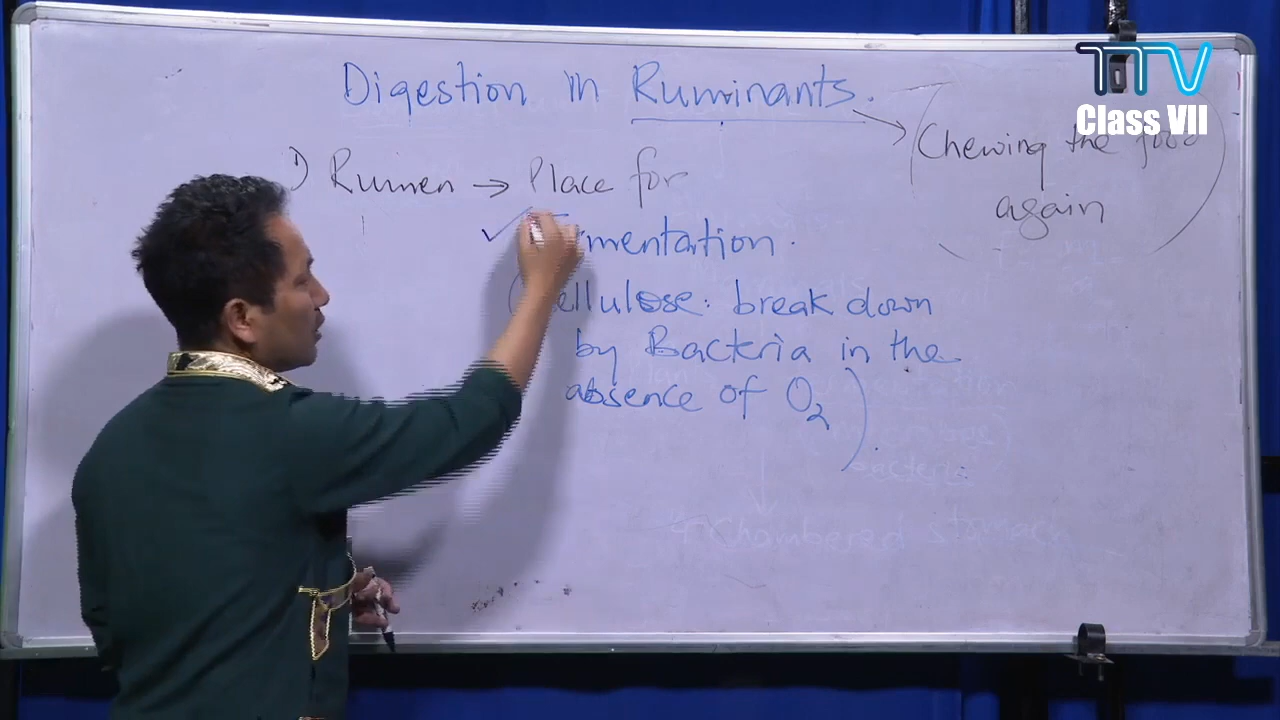 TTV
Class VII
Digestion in Ruminants.
Chewing the food
again
1) Rumen → Place for
mentation.
(Cellulose: break down
by Bacteria in the
absence of O2).
bacteria.
4-Chambered stomach